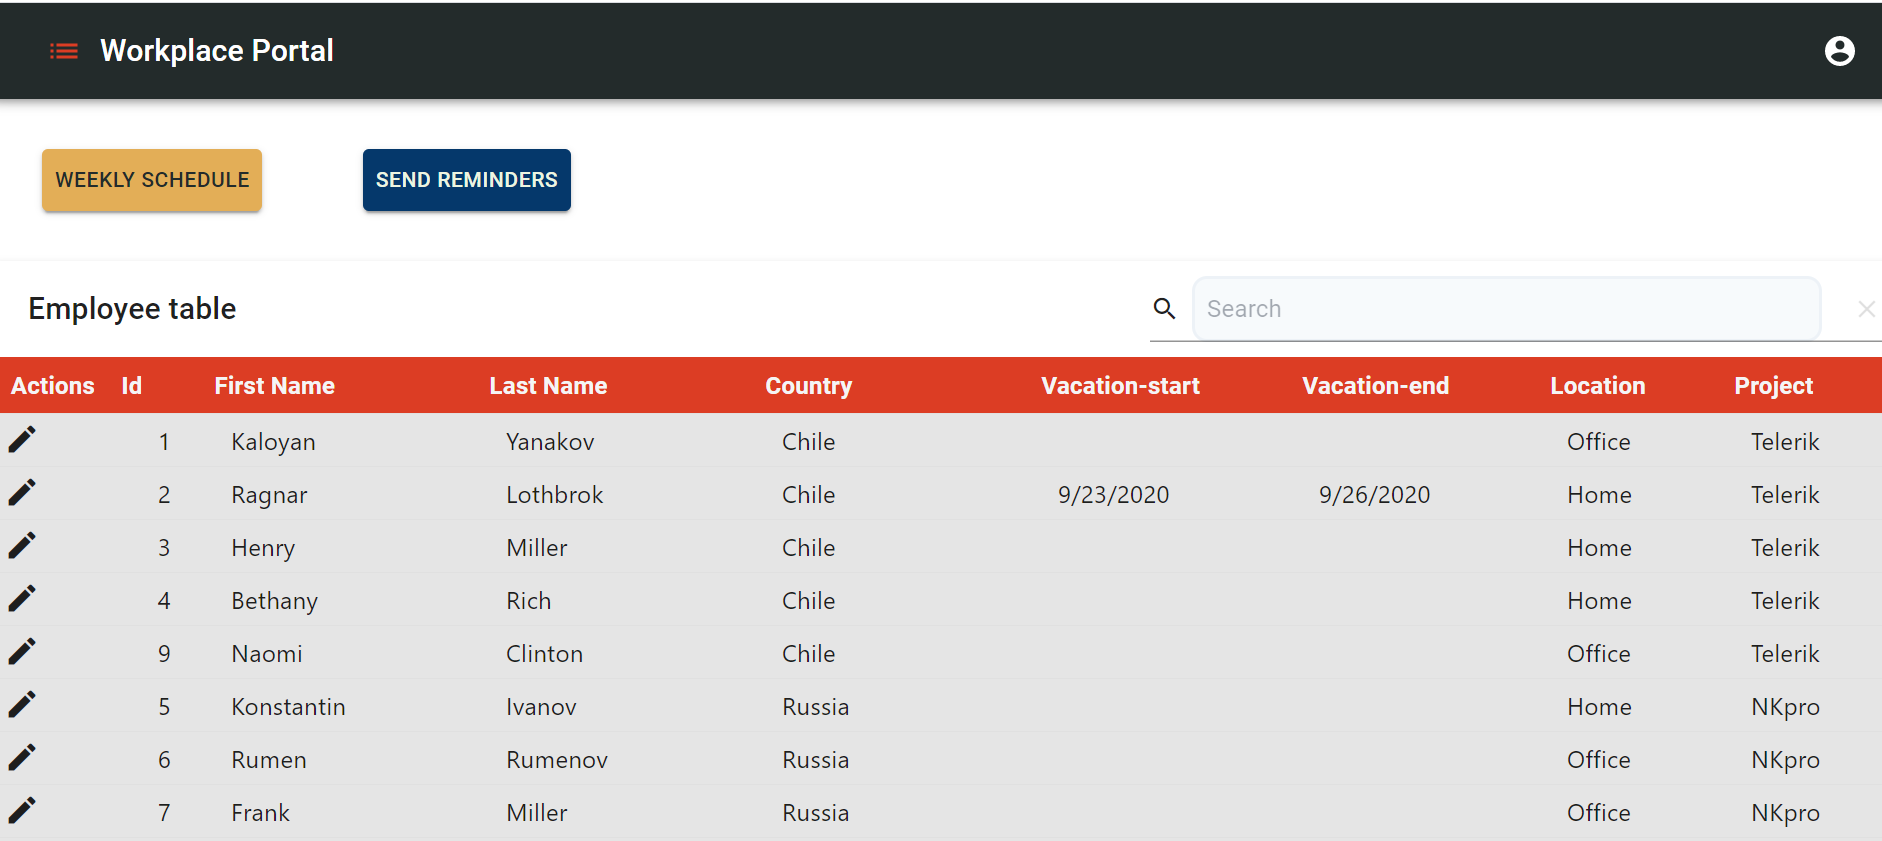 Workplace Portal
WEEKLY SCHEDULE SEND REMINDERS
Employee table Search
Actions Id First Name Last Name Country Vacation-start Vacation-end Location Project
1 Kaloyan Yanakov Chile Office Telerik
2 Ragnar Lothbrok Chile 9/23/2020 9/26/2020 Home Telerik
3 Henry Miller Chile Home Telerik
4 Bethany Rich Chile Home Telerik
9 Naomi Clinton Chile Office Telerik
5 Konstantin Ivanov Russia Home NKpro
6 Rumen Rumenov Russia Office NKpro
7 Frank Miller Russia Office NKpro